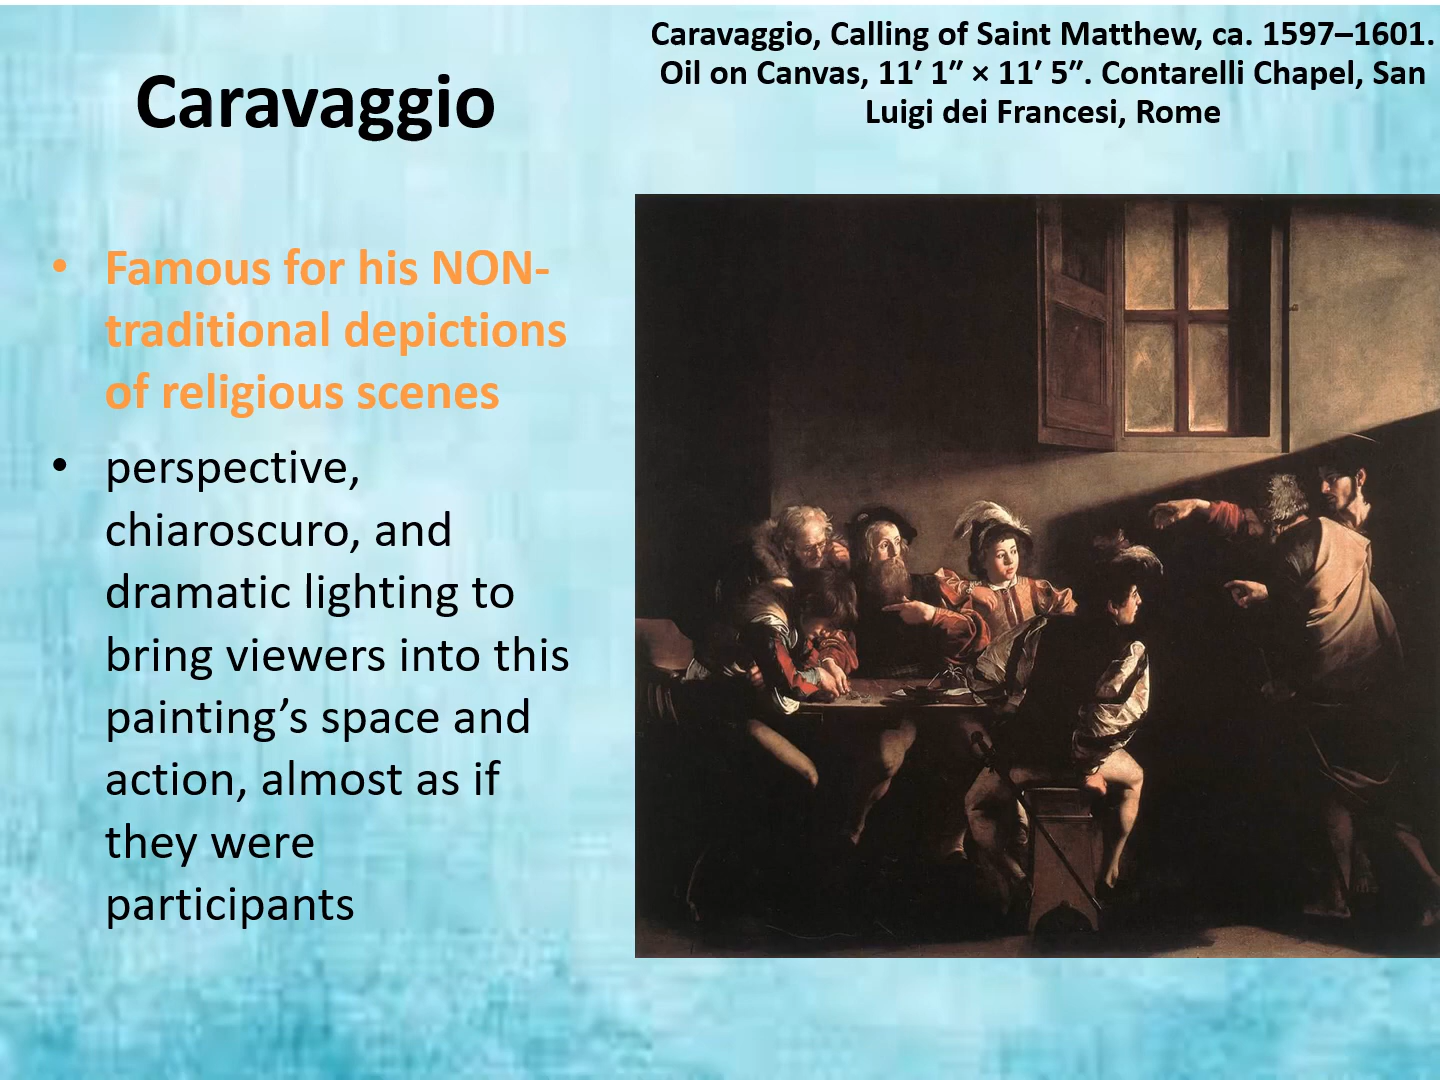 Caravaggio
Caravaggio, Calling of Saint Matthew, ca. 1597–1601.
Oil on Canvas, 11′ 1″ × 11′ 5″. Contarelli Chapel, San
Luigi dei Francesi, Rome
• Famous for his NON-
traditional depictions
of religious scenes
• perspective,
chiaroscuro, and
dramatic lighting to
bring viewers into this
painting’s space and
action, almost as if
they were
participants